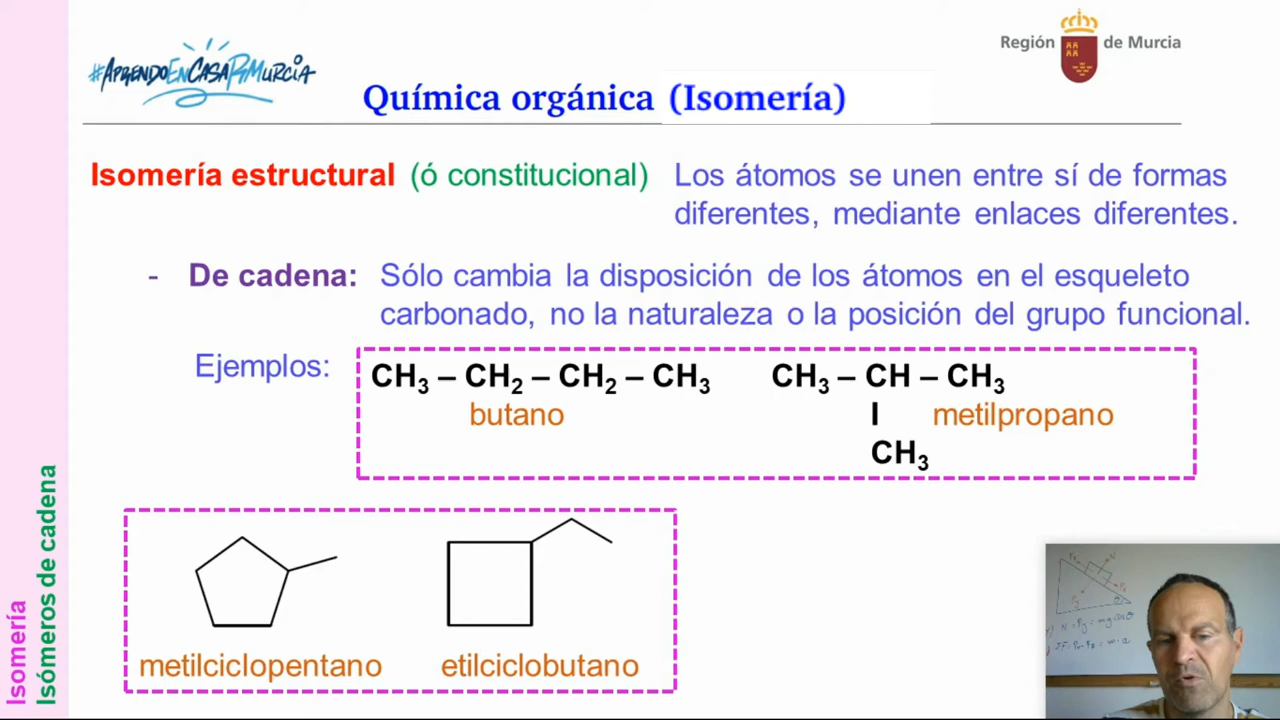 #AprendoEnCasaRMurcia
Región de Murcia
Química orgánica (Isomería)
Isomería estructural (ó constitucional) Los átomos se unen entre sí de formas
diferentes, mediante enlaces diferentes.
- De cadena: Sólo cambia la disposición de los átomos en el esqueleto
carbonado, no la naturaleza o la posición del grupo funcional.
Ejemplos:
CH₃ – CH₂ – CH₂ – CH₃ CH₃ – CH – CH₃
butano I metilpropano
CH₃
metilciclopentano etilciclobutano
Isomería
Isómeros de cadena